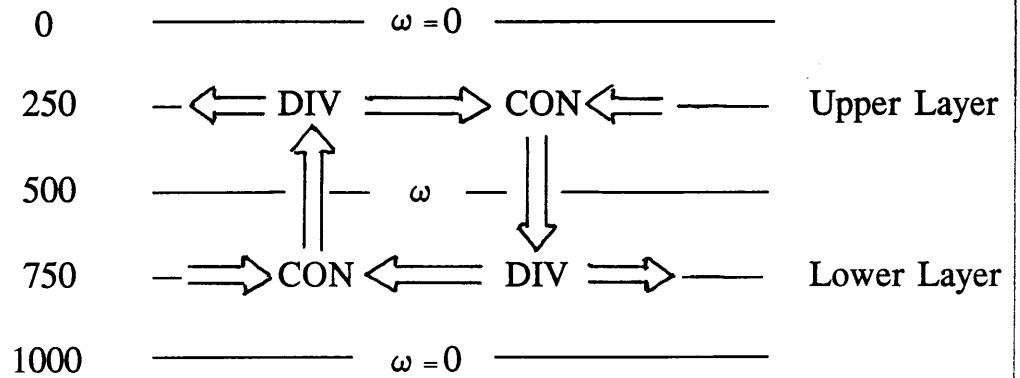 0 ω = 0
250 DIV CON Upper Layer
500 ω
750 CON DIV Lower Layer
1000 ω = 0